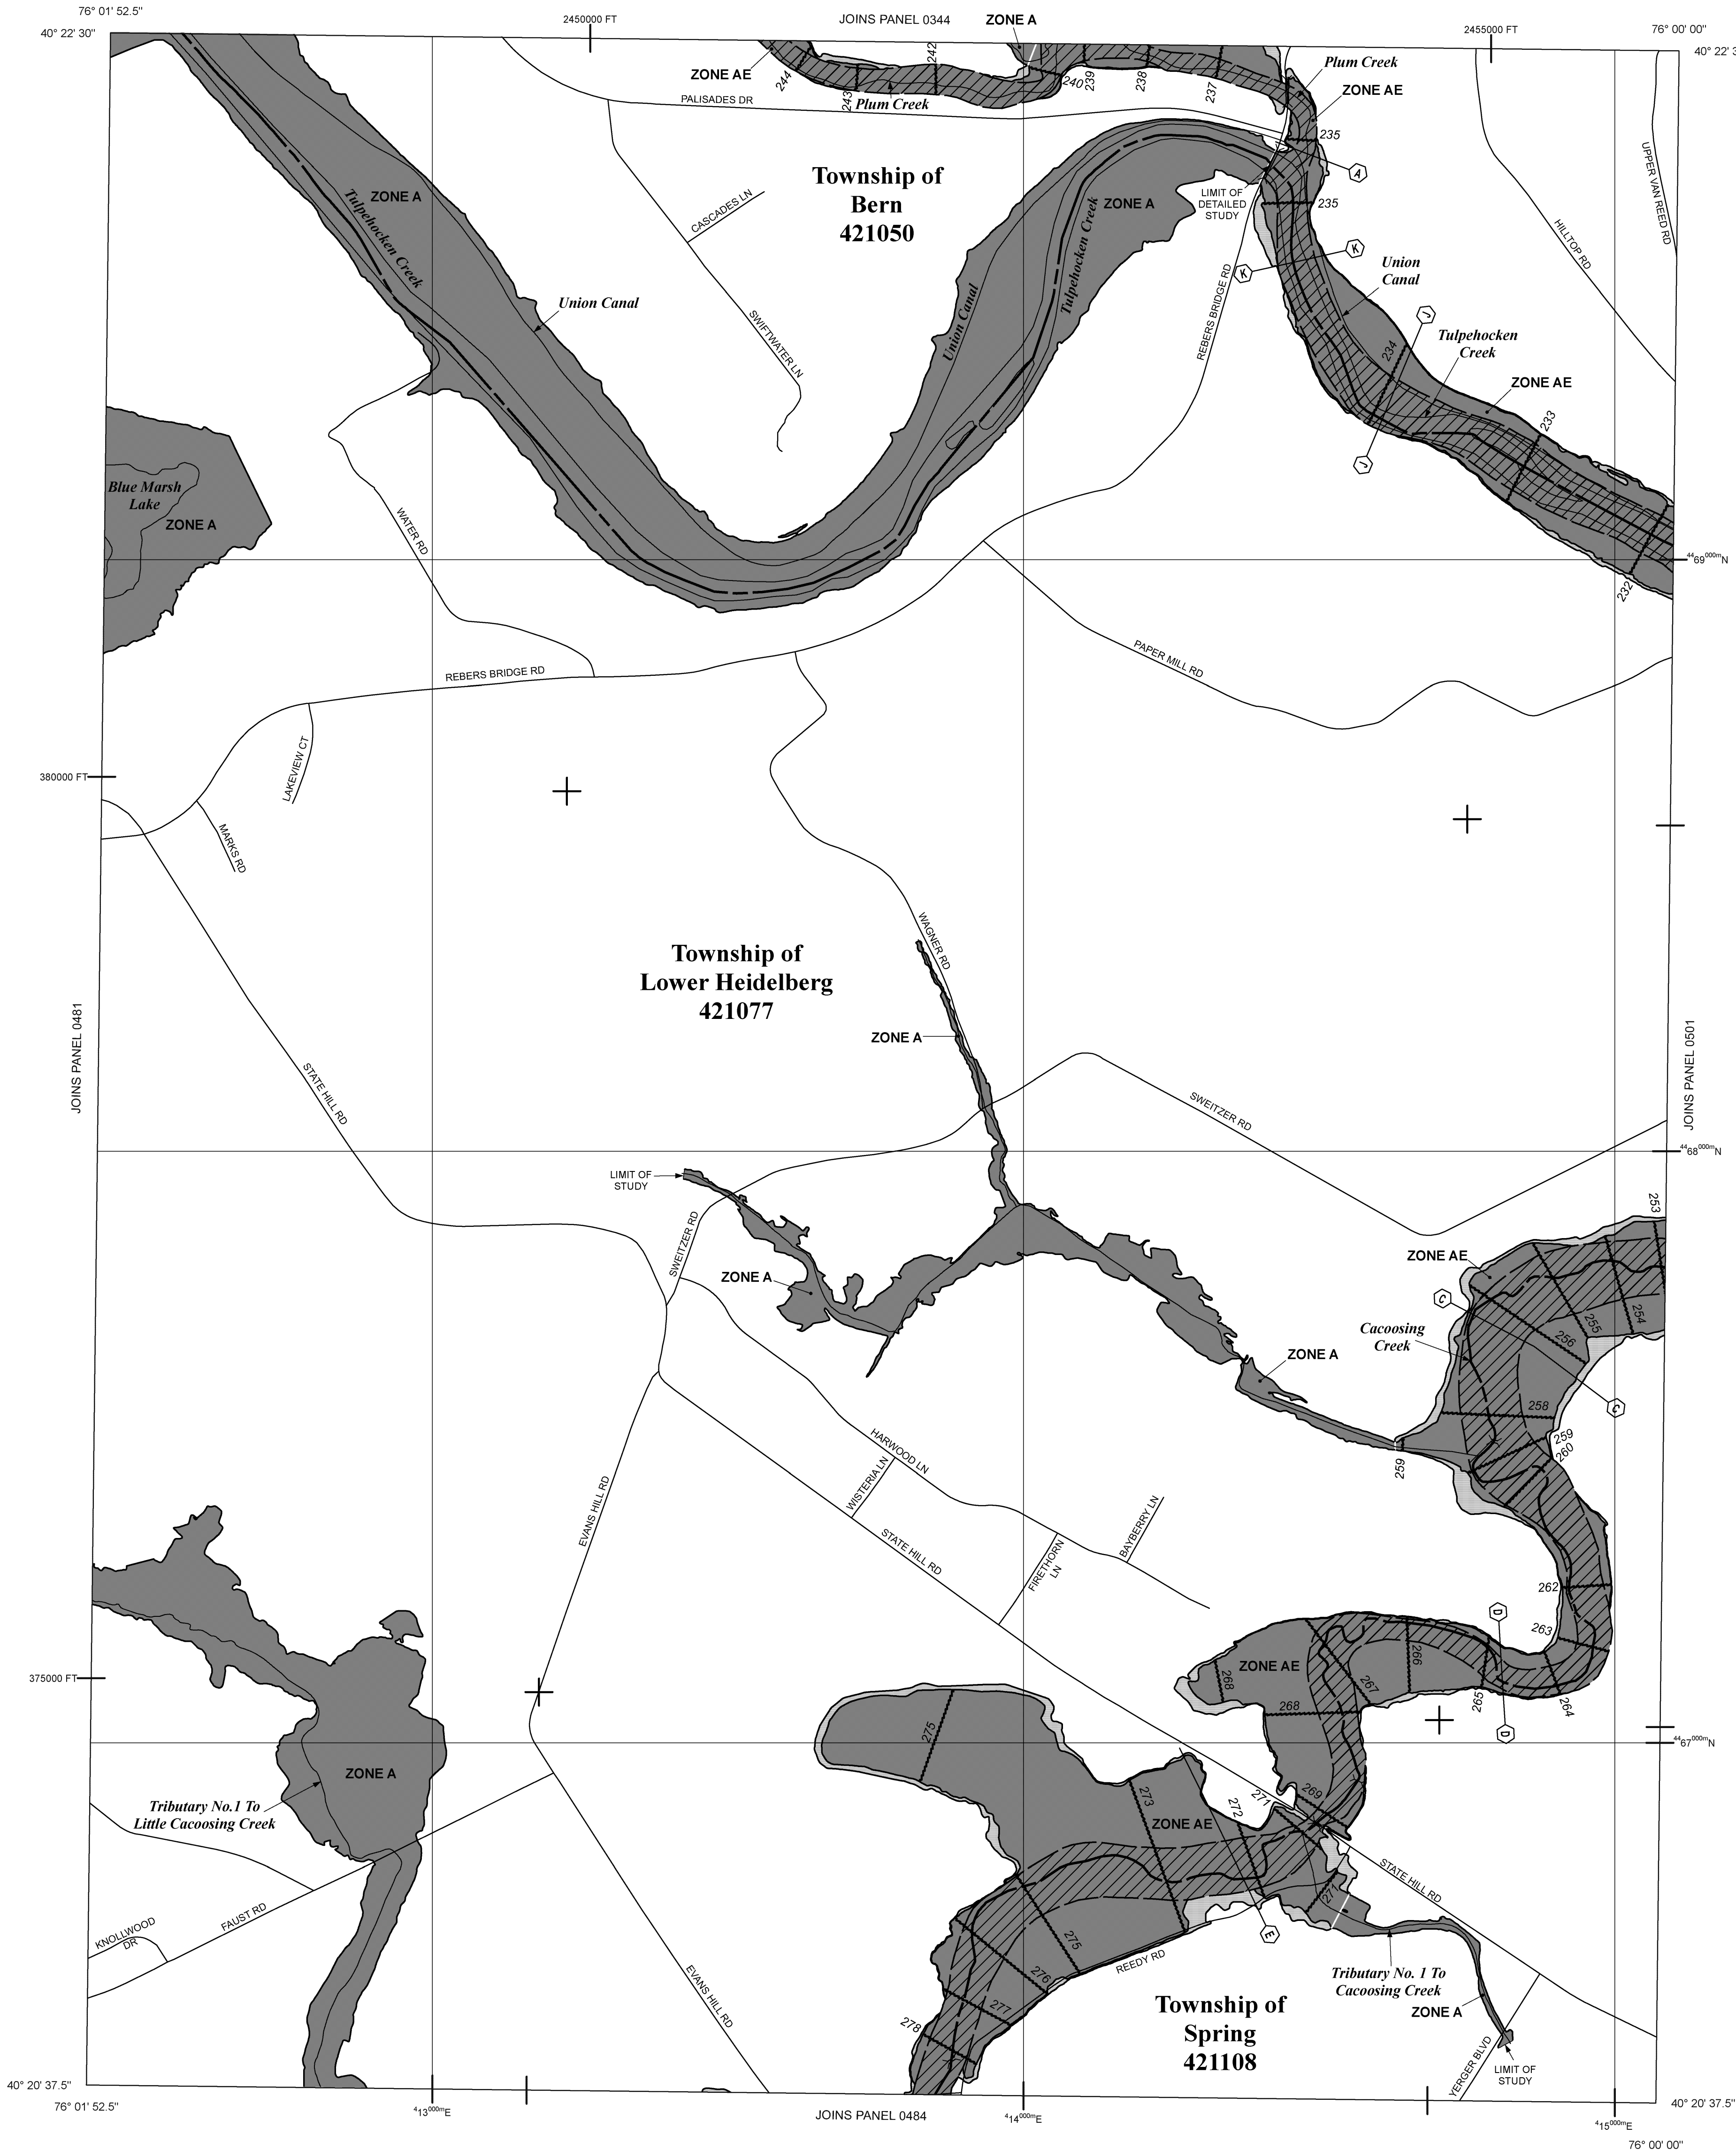 76° 01' 52.5"
2450000 FT
JOINS PANEL 0344
ZONE A
2455000 FT
76° 00' 00"
40° 22' 30"
40° 22' 3
ZONE AE
244
243
242
Plum Creek
240
239
238
237
Plum Creek
ZONE AE
235
PALISADES DR
A
Township of
Bern
421050
CASCADES LN
LIMIT OF
DETAILED
STUDY
235
ZONE A
ZONE A
Tulpehocken Creek
Tulpehocken Creek
Union Canal
Union Canal
SWIFTWATER LN
REBERS BRIDGE RD
K
K
Union
Canal
HILLTOP RD
UPPER VAN REED RD
J
J
234
Tulpehocken
Creek
ZONE AE
233
232
Blue Marsh
Lake
ZONE A
WATER RD
4469000mN
REBERS BRIDGE RD
PAPER MILL RD
LAKEVIEW CT
MARKS RD
380000 FT
Township of
Lower Heidelberg
421077
WAGNER RD
ZONE A
JOINS PANEL 0481
JOINS PANEL 0501
STATE HILL RD
SWEITZER RD
4468000mN
LIMIT OF
STUDY
SWEITZER RD
ZONE A
253
ZONE AE
254
255
256
C
C
Cacoosing
Creek
ZONE A
258
259
260
259
HARWOOD LN
WISTERIA LN
EVANS HILL RD
STATE HILL RD
FIRETHORN
LN
BAYBERRY LN
262
263
D
D
264
265
266
267
268
268
ZONE AE
375000 FT
4467000mN
275
ZONE A
Tributary No.1 To
Little Cacoosing Creek
273
ZONE AE
272
271
269
271
STATE HILL RD
E
KNOLLWOOD
DR
FAUST RD
EVANS HILL RD
275
276
277
278
REEDY RD
Tributary No. 1 To
Cacoosing Creek
ZONE A
Township of
Spring
421108
YERGER BLVD
LIMIT OF
STUDY
40° 20' 37.5"
76° 01' 52.5"
413000mE
JOINS PANEL 0484
414000mE
415000mE
40° 20' 37.5"
76° 00' 00"